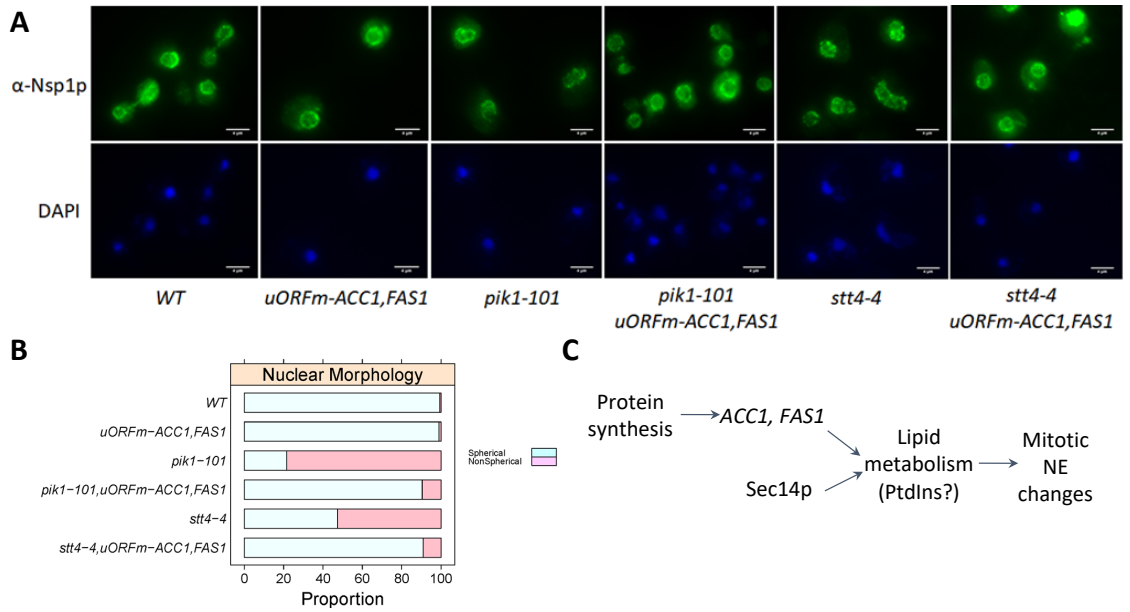 A
α-Nsp1p
DAPI
WT
uORFm-ACC1,FAS1
pik1-101
pik1-101
uORFm-ACC1,FAS1
stt4-4
stt4-4
uORFm-ACC1,FAS1
B
Nuclear Morphology
WT
uORFm−ACC1,FAS1
pik1−101
pik1−101,uORFm−ACC1,FAS1
stt4−4
stt4−4,uORFm−ACC1,FAS1
0 20 40 60 80 100
Proportion
Spherical
NonSpherical
C
Protein
synthesis
ACC1, FAS1
Sec14p
Lipid
metabolism
(PtdIns?)
Mitotic
NE
changes